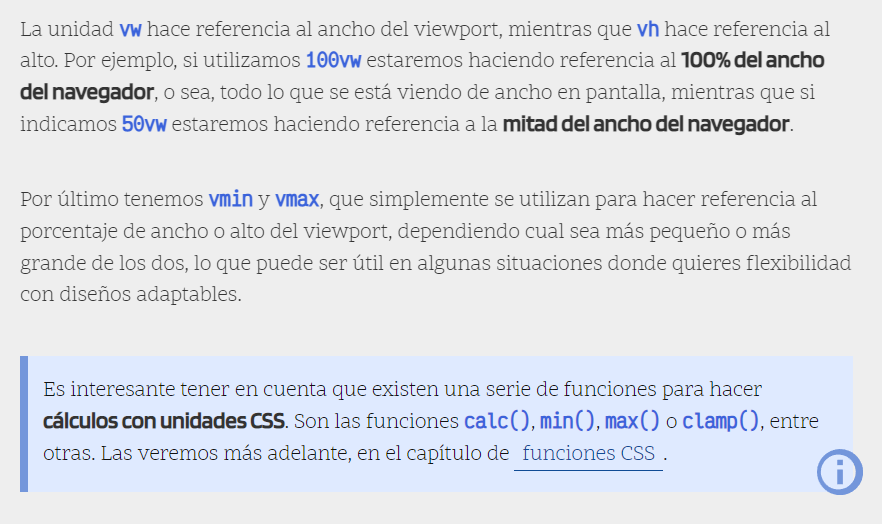 La unidad vw hace referencia al ancho del viewport, mientras que vh hace referencia al
alto. Por ejemplo, si utilizamos 100vw estaremos haciendo referencia al 100% del ancho
del navegador, o sea, todo lo que se está viendo de ancho en pantalla, mientras que si
indicamos 50vw estaremos haciendo referencia a la mitad del ancho del navegador.
Por último tenemos vmin y vmax, que simplemente se utilizan para hacer referencia al
porcentaje de ancho o alto del viewport, dependiendo cual sea más pequeño o más
grande de los dos, lo que puede ser útil en algunas situaciones donde quieres flexibilidad
con diseños adaptables.
Es interesante tener en cuenta que existen una serie de funciones para hacer
cálculos con unidades CSS. Son las funciones calc(), min(), max() o clamp(), entre
otras. Las veremos más adelante, en el capítulo de funciones CSS.